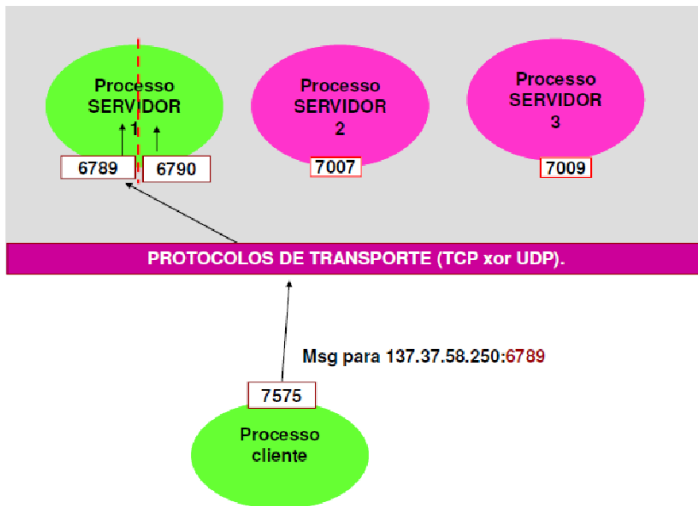 Processo
SERVIDOR
1
6789
6790
Processo
SERVIDOR
2
7007
Processo
SERVIDOR
3
7009
PROTOCOLOS DE TRANSPORTE (TCP xor UDP).
Msg para 137.37.58.250:6789
7575
Processo
cliente